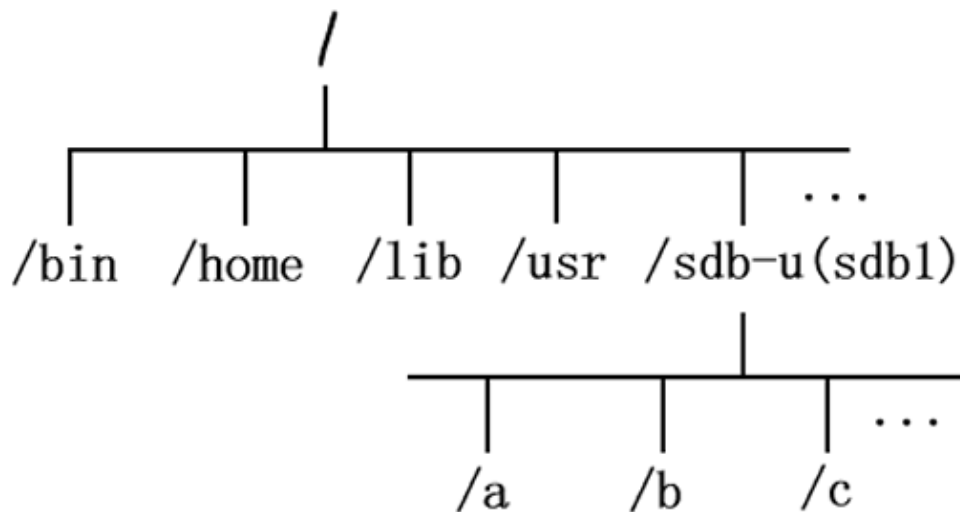 /
...
/bin /home /lib /usr /sdb-u(sdb1)
...
/a /b /c